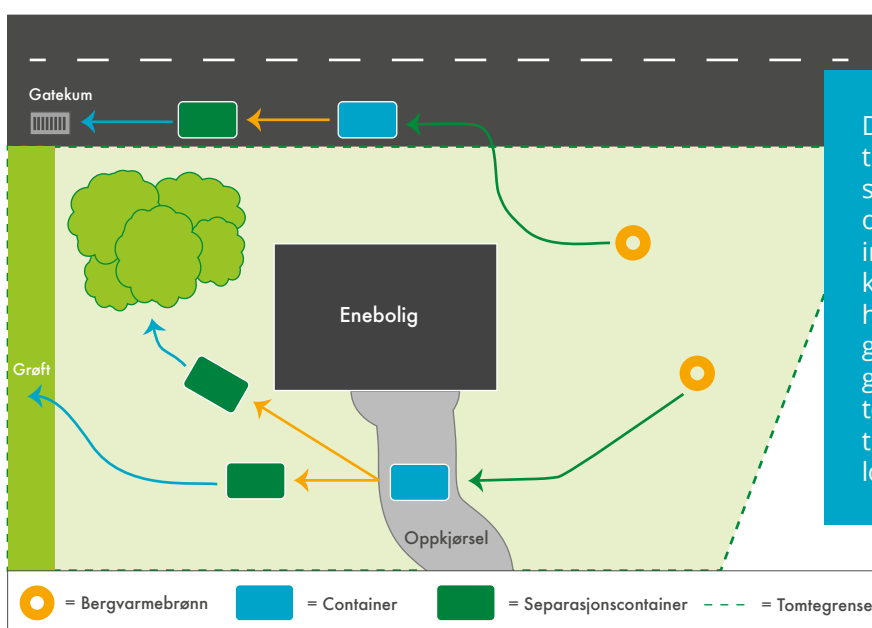 Gatekum
Enebolig
Grøft
Oppkjørsel
= Bergvarmebrønn
= Container
= Separasjonscontainer
= Tomtegrense